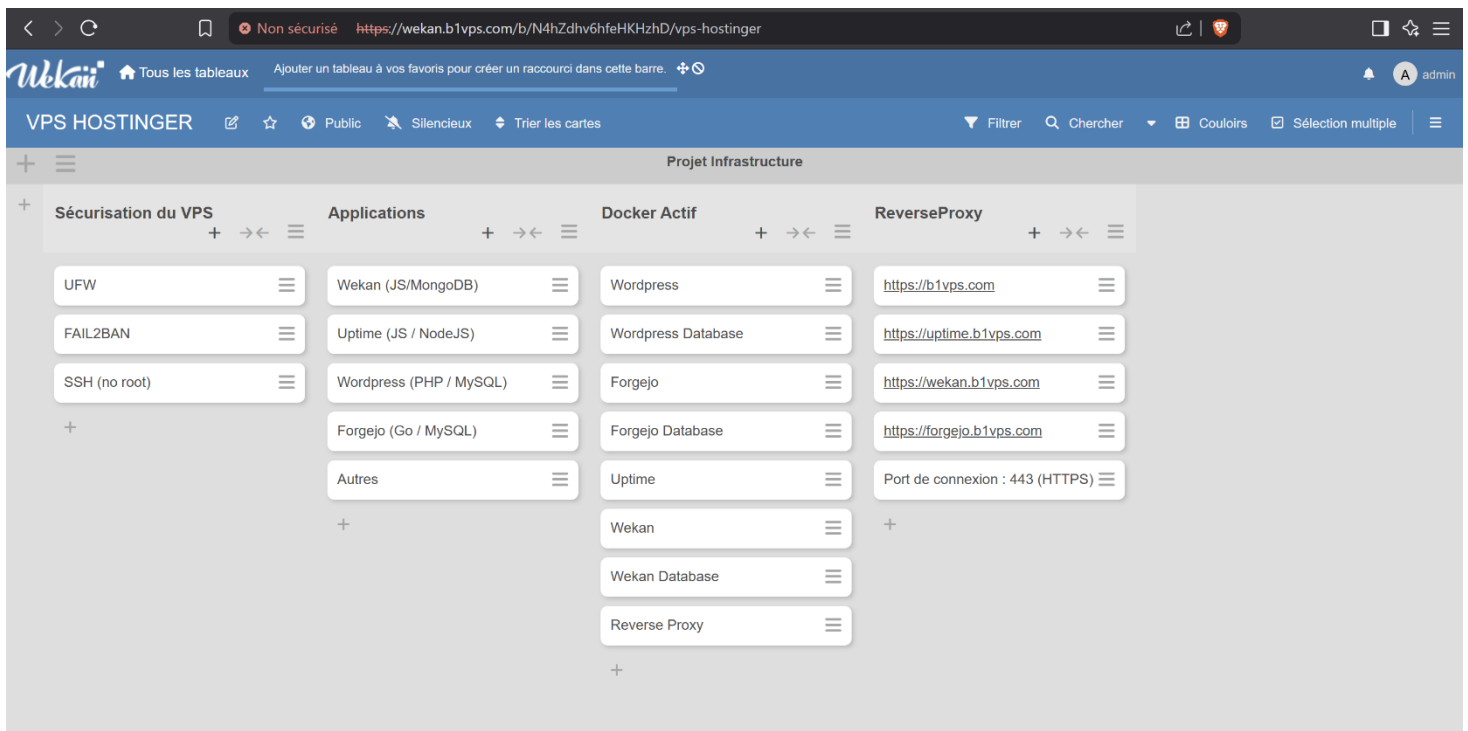 Non sécurisé https://wekan.b1vps.com/b/N4hZdhv6hfeHKHzhD/vps-hostinger
Wekan Tous les tableaux Ajouter un tableau à vos favoris pour créer un raccourci dans cette barre. A admin
VPS HOSTINGER Public Silencieux Trier les cartes Filtrer Chercher Couloirs Sélection multiple
Projet Infrastructure
Sécurisation du VPS
UFW
FAIL2BAN
SSH (no root)
Applications
Wekan (JS/MongoDB)
Uptime (JS / NodeJS)
Wordpress (PHP / MySQL)
Forgejo (Go / MySQL)
Autres
Docker Actif
Wordpress
Wordpress Database
Forgejo
Forgejo Database
Uptime
Wekan
Wekan Database
Reverse Proxy
ReverseProxy
https://b1vps.com
https://uptime.b1vps.com
https://wekan.b1vps.com
https://forgejo.b1vps.com
Port de connexion : 443 (HTTPS)